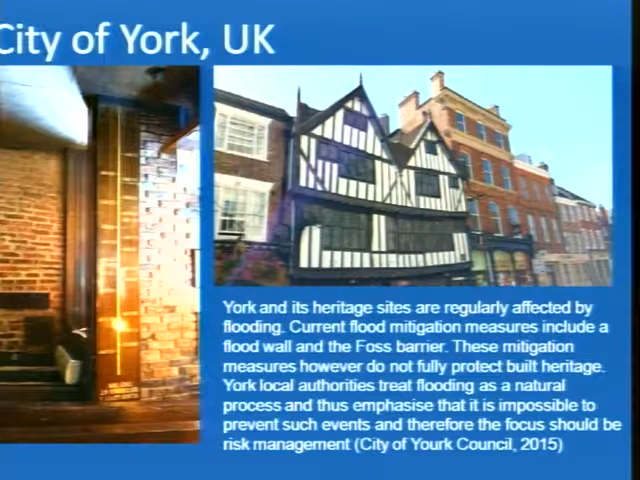 City of York, UK
York and its heritage sites are regularly affected by
flooding. Current flood mitigation measures include a
flood wall and the Foss barrier. These mitigation
measures however do not fully protect built heritage.
York local authorities treat flooding as a natural
process and thus emphasise that it is impossible to
prevent such events and therefore the focus should be
risk management (City of Yourk Council, 2015)